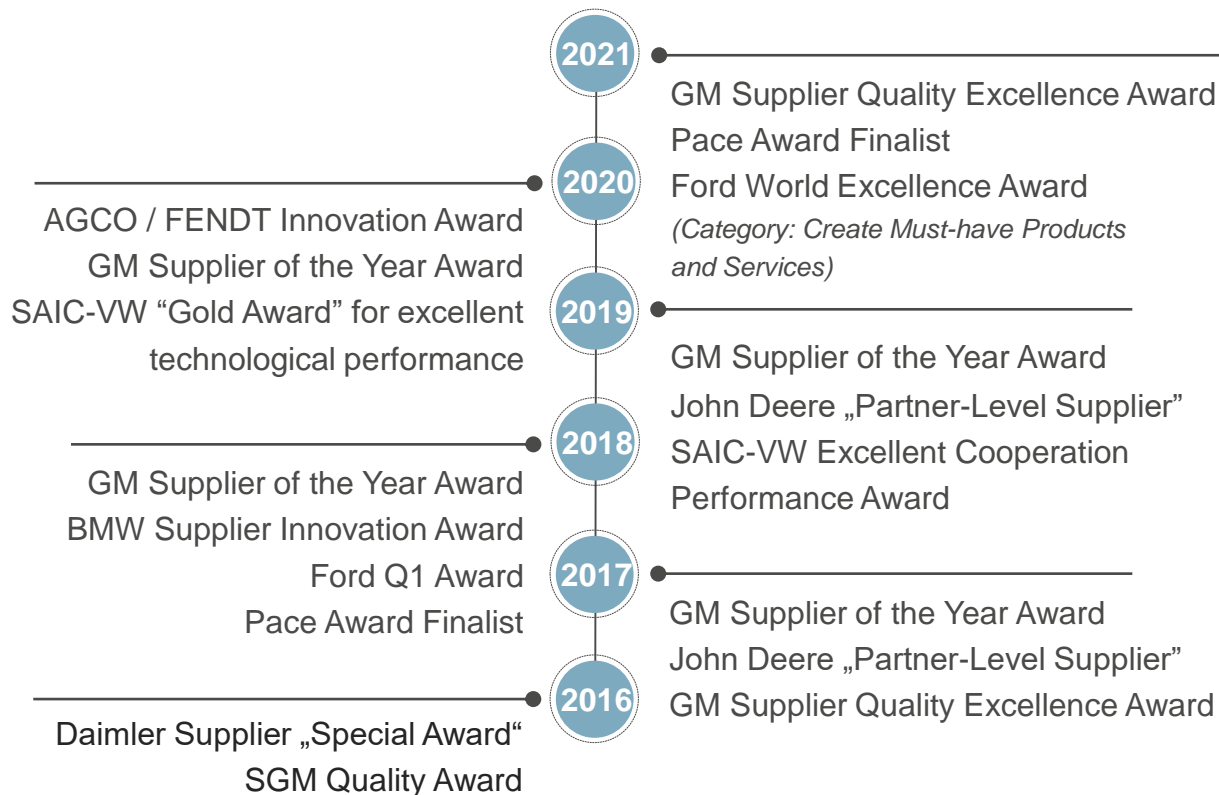 2021
GM Supplier Quality Excellence Award
Pace Award Finalist
Ford World Excellence Award
(Category: Create Must-have Products
and Services)
2020
AGCO / FENDT Innovation Award
GM Supplier of the Year Award
SAIC-VW “Gold Award” for excellent
technological performance
2019
GM Supplier of the Year Award
John Deere „Partner-Level Supplier”
SAIC-VW Excellent Cooperation
Performance Award
2018
GM Supplier of the Year Award
BMW Supplier Innovation Award
Ford Q1 Award
Pace Award Finalist
2017
GM Supplier of the Year Award
John Deere „Partner-Level Supplier”
GM Supplier Quality Excellence Award
2016
Daimler Supplier „Special Award“
SGM Quality Award